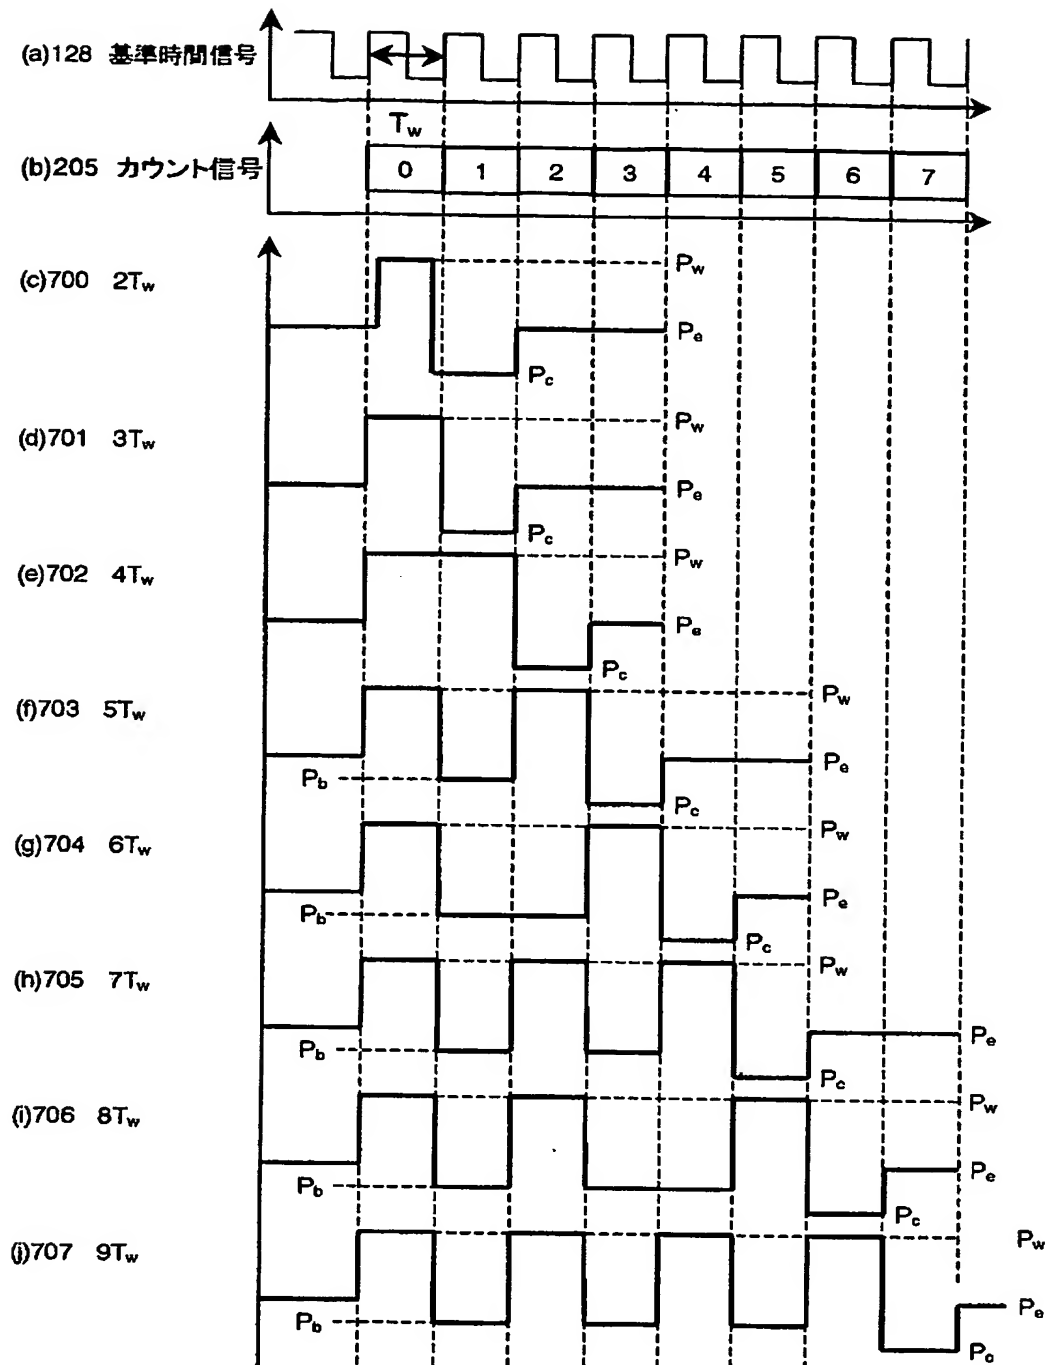 (a)128 基準時間信号
Tw
(b)205 カウント信号
0 1 2 3 4 5 6 7
(c)700 2Tw
Pw
Pe
Pc
(d)701 3Tw
Pw
Pe
Pc
(e)702 4Tw
Pw
Pe
Pc
(f)703 5Tw
Pw
Pb
Pe
Pc
(g)704 6Tw
Pw
Pb
Pe
Pc
(h)705 7Tw
Pw
Pb
Pe
Pc
(i)706 8Tw
Pw
Pb
Pe
Pc
(j)707 9Tw
Pw
Pb
Pe
Pc